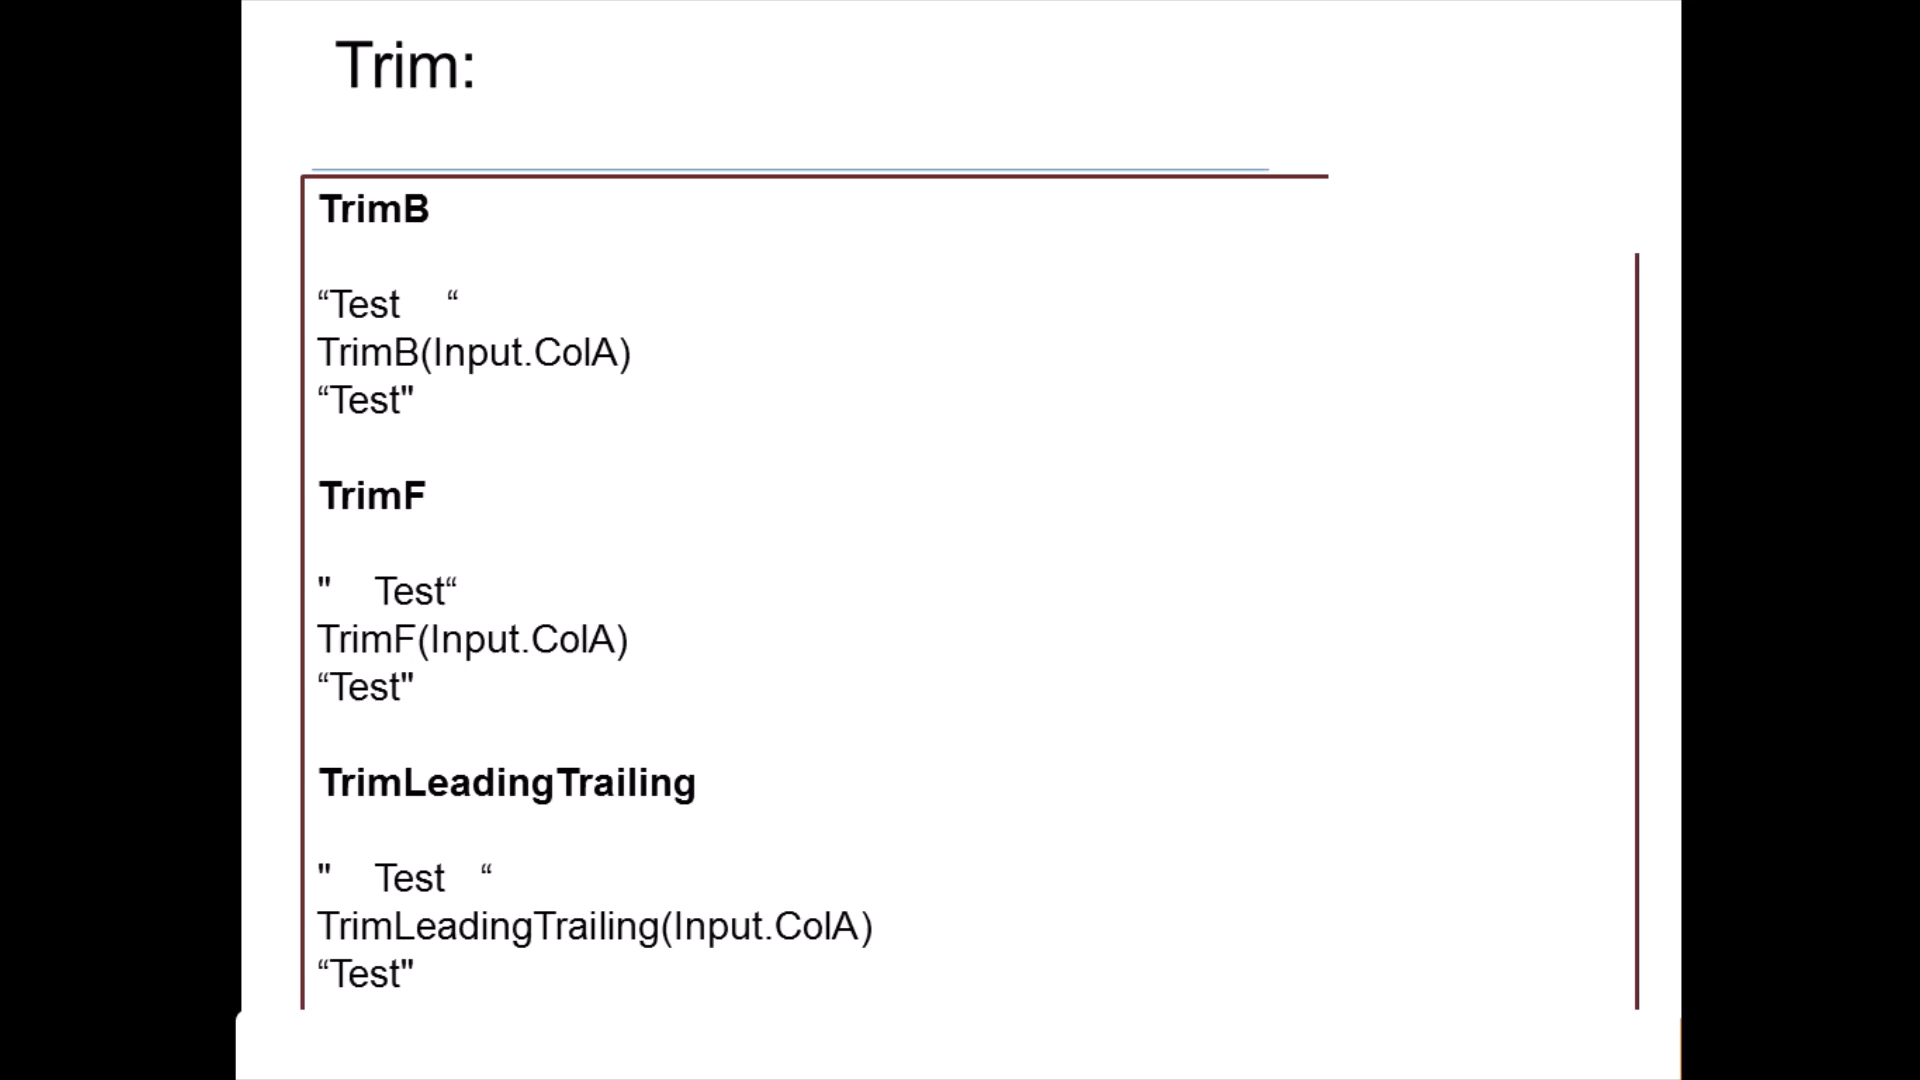 Trim:
TrimB
“Test    “
TrimB(Input.ColA)
“Test"
TrimF
"    Test“
TrimF(Input.ColA)
“Test"
TrimLeadingTrailing
"    Test   “
TrimLeadingTrailing(Input.ColA)
“Test"